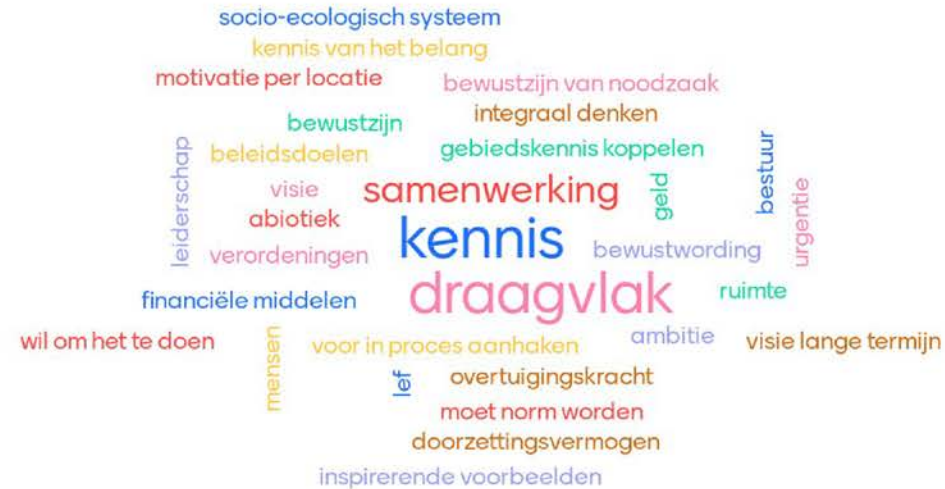 socio-ecologisch systeem
kennis van het belang
motivatie per locatie
bewustzijn van noodzaak
integraal denken
bewustzijn
leiderschap
beleidsdoelen
gebiedskennis koppelen
bestuur
visie
samenwerking
geld
urgentie
abiotiek
kennis
verordeningen
bewustwording
draagvlak
financiële middelen
ruimte
wil om het te doen
mensen
voor in proces aanhaken
ambitie
visie lange termijn
lef
overtuigingskracht
moet norm worden
doorzettingsvermogen
inspirerende voorbeelden